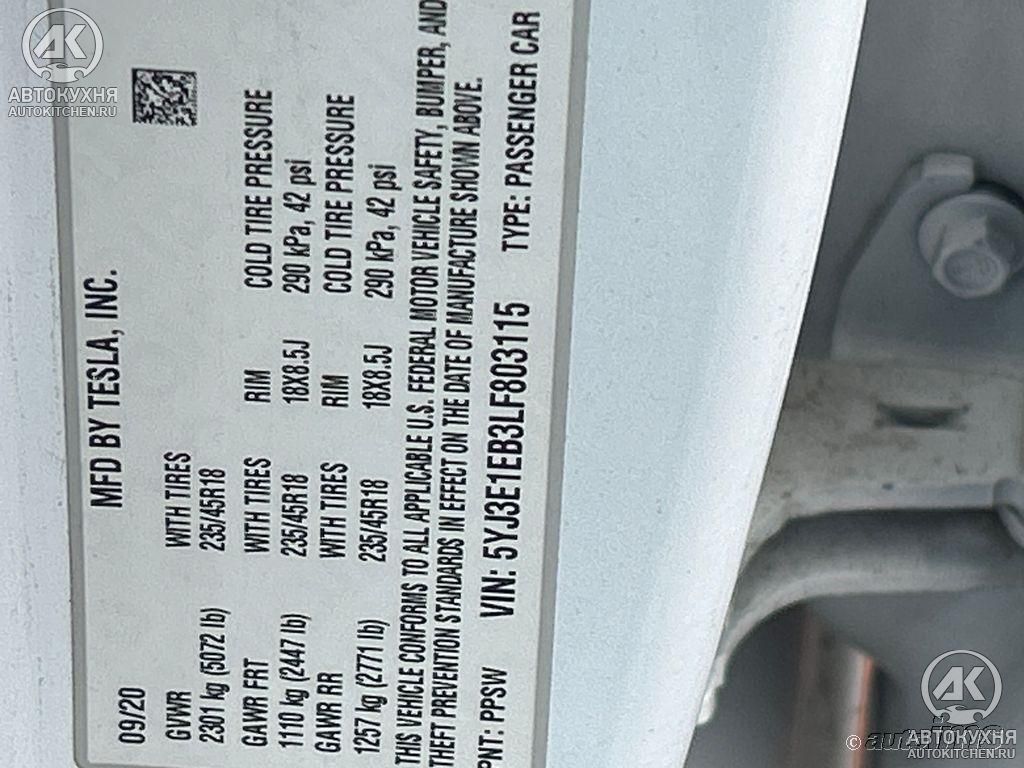 MFD BY TESLA, INC.
09/20
GVWR WITH TIRES
2301 kg (5072 lb) 235/45R18
GAWR FRT WITH TIRES RIM COLD TIRE PRESSURE
1110 kg (2447 lb) 235/45R18 18X8.5J 290 kPa, 42 psi
GAWR RR WITH TIRES RIM COLD TIRE PRESSURE
1257 kg (2771 lb) 235/45R18 18X8.5J 290 kPa, 42 psi
THIS VEHICLE CONFORMS TO ALL APPLICABLE U.S. FEDERAL MOTOR VEHICLE SAFETY, BUMPER, AND
THEFT PREVENTION STANDARDS IN EFFECT ON THE DATE OF MANUFACTURE SHOWN ABOVE.
PNT: PPSW VIN: 5YJ3E1EB3LF803115 TYPE: PASSENGER CAR
АК
АВТОКУХНЯ
AUTOKITCHEN.RU
АК
АВТОКУХНЯ
AUTOKITCHEN.RU